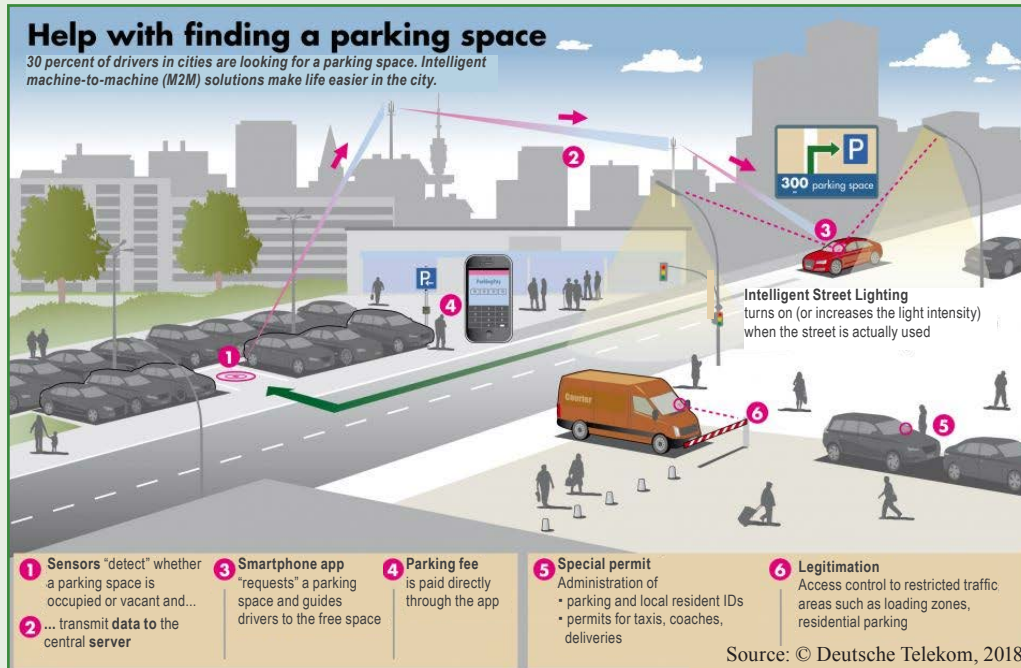 Help with finding a parking space
30 percent of drivers in cities are looking for a parking space. Intelligent
machine-to-machine (M2M) solutions make life easier in the city.
2
P
300 parking space
3
P
4
Intelligent Street Lighting
turns on (or increases the light intensity)
when the street is actually used
1
Courier
6
5
1 Sensors “detect” whether
a parking space is
occupied or vacant and...
2 ... transmit data to the
central server
3 Smartphone app
“requests” a parking
space and guides
drivers to the free space
4 Parking fee
is paid directly
through the app
5 Special permit
Administration of
• parking and local resident IDs
• permits for taxis, coaches,
deliveries
6 Legitimation
Access control to restricted traffic
areas such as loading zones,
residential parking
Source: © Deutsche Telekom, 2018